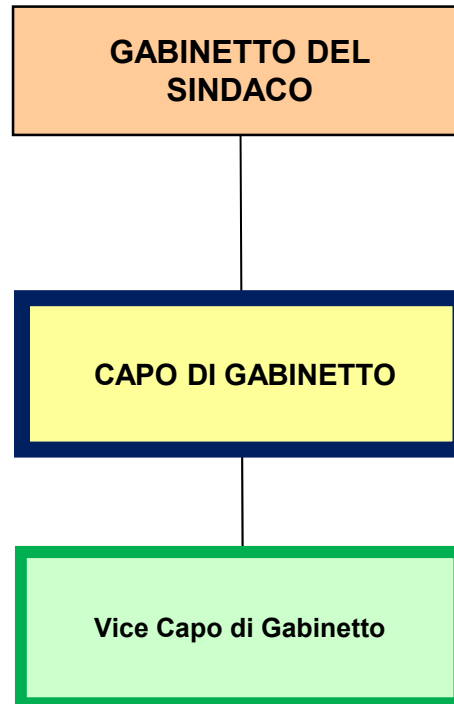 GABINETTO DEL
SINDACO
CAPO DI GABINETTO
Vice Capo di Gabinetto